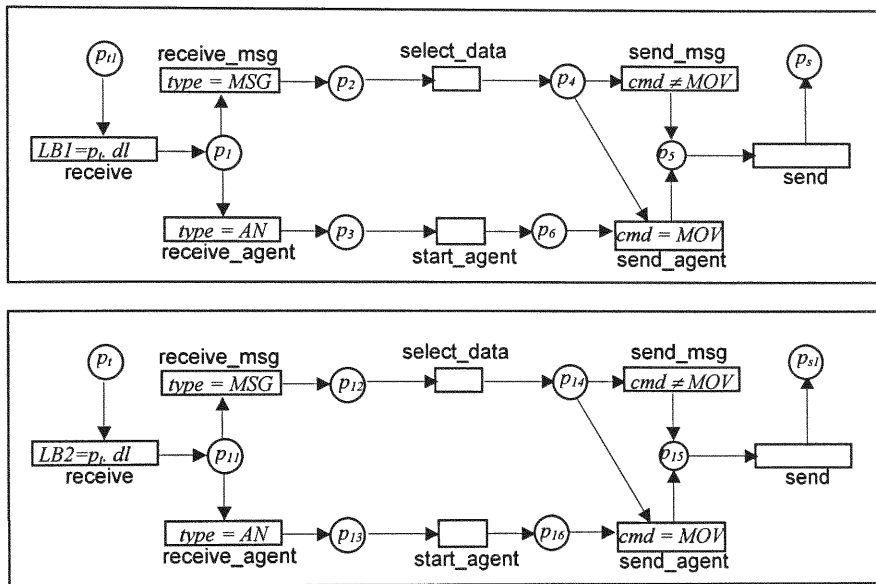 p_t1 receive_msg select_data send_msg p_s
type = MSG p_2 p_4 cmd ≠ MOV
LB1=p_t. dl p_1 p_5
receive send
type = AN p_3 p_6 cmd = MOV
receive_agent start_agent send_agent
p_t receive_msg select_data send_msg p_s1
type = MSG p_12 p_14 cmd ≠ MOV
LB2=p_t. dl p_11 p_15
receive send
type = AN p_13 p_16 cmd = MOV
receive_agent start_agent send_agent